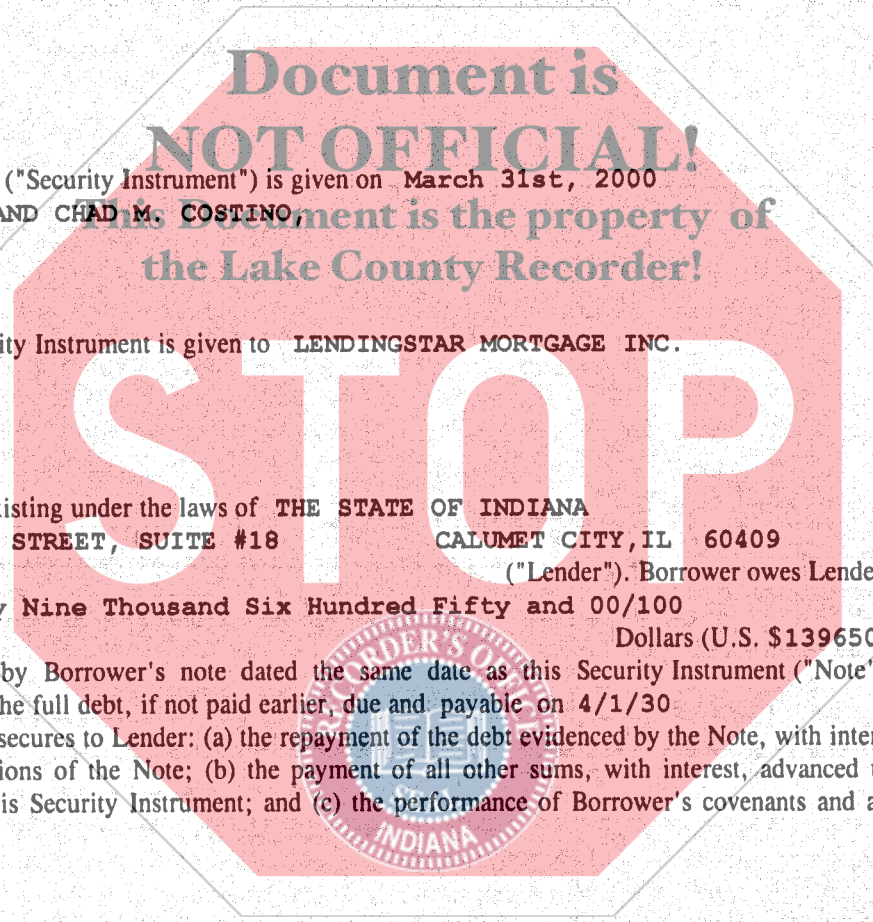 Document is
NOT OFFICIAL!
("Security Instrument") is given on March 31st, 2000
AND CHAD M. COSTINO,
This Document is the property of
the Lake County Recorder!
ity Instrument is given to LENDINGSTAR MORTGAGE INC.
STOP
isting under the laws of THE STATE OF INDIANA
STREET, SUITE #18 CALUMET CITY, IL 60409
("Lender"). Borrower owes Lende
y Nine Thousand Six Hundred Fifty and 00/100
Dollars (U.S. $139650
by Borrower's note dated the same date as this Security Instrument ("Note"
he full debt, if not paid earlier, due and payable on 4/1/30
secures to Lender: (a) the repayment of the debt evidenced by the Note, with inter
ions of the Note; (b) the payment of all other sums, with interest, advanced
is Security Instrument; and (c) the performance of Borrower's covenants and a
RECORDER'S OFFICE
SEAL
INDIANA